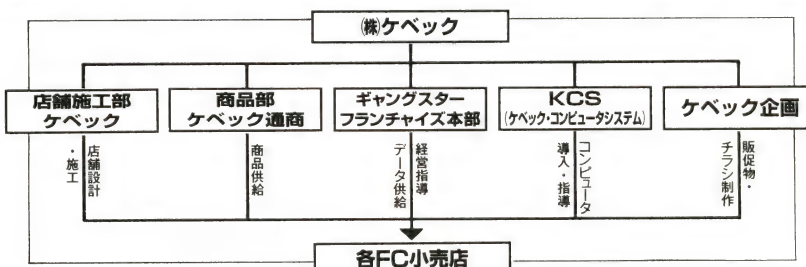 ㈱ケベック
店舗施工部
ケベック
商品部
ケベック通商
ギャングスター
フランチャイズ本部
KCS
(ケベック・コンピュータシステム)
ケベック企画
店舗設計
・施工
商品供給
経営指導
データ供給
コンピュータ
導入・指導
販促物・
チラシ制作
各FC小売店